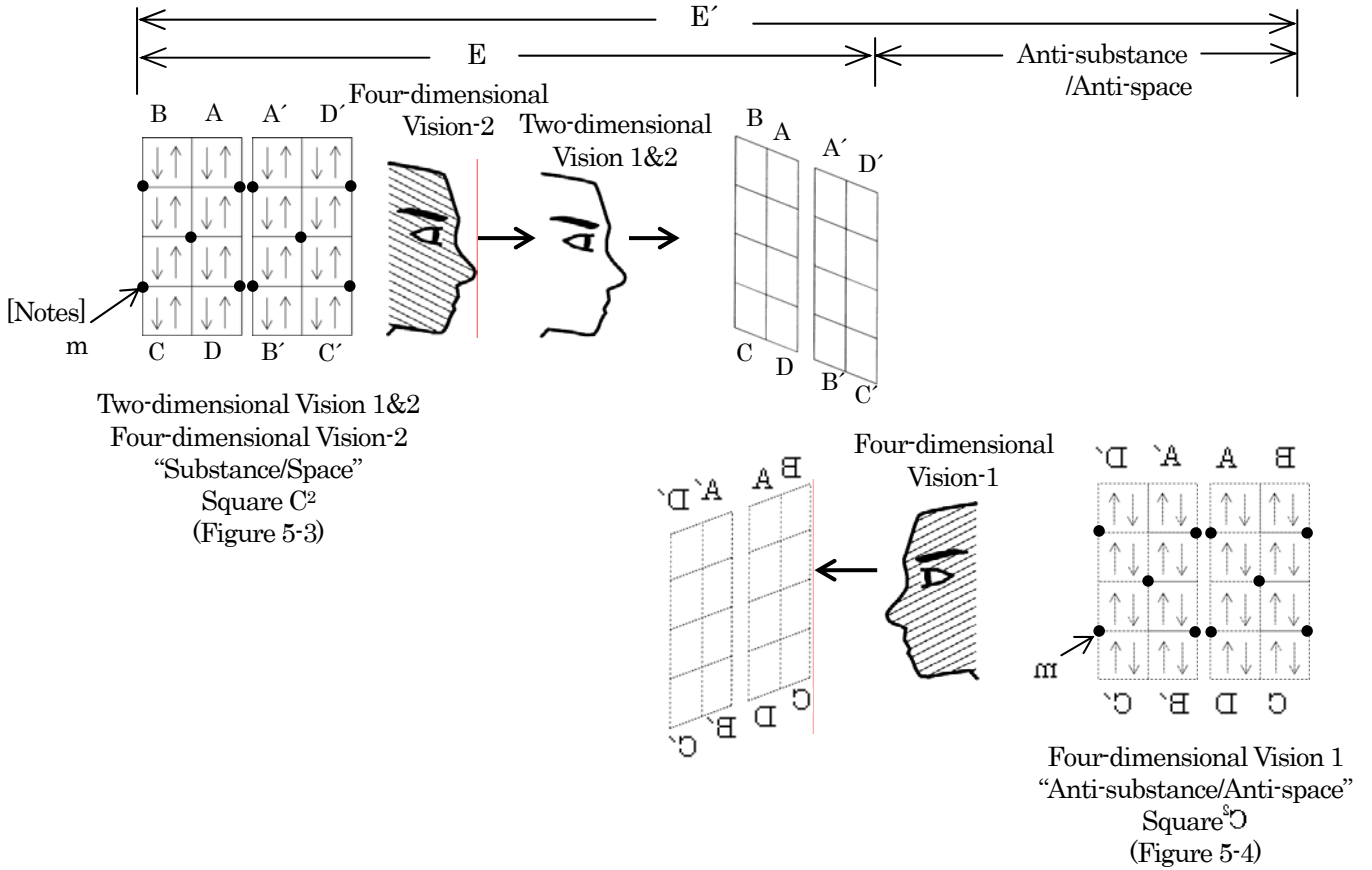 E´
E
Anti-substance
/Anti-space
Four-dimensional
Vision-2
Two-dimensional
Vision 1&2
B A A´ D´
B A A´ D´
[Notes]
m
C D B´ C´
C D B´ C´
Two-dimensional Vision 1&2
Four-dimensional Vision-2
“Substance/Space”
Square C²
(Figure 5-3)
Four-dimensional
Vision-1
D´ A´ A B
D´ A´ A B
m
C´ B´ D C
C´ B´ D C
Four-dimensional Vision 1
“Anti-substance/Anti-space”
Square ²C
(Figure 5-4)